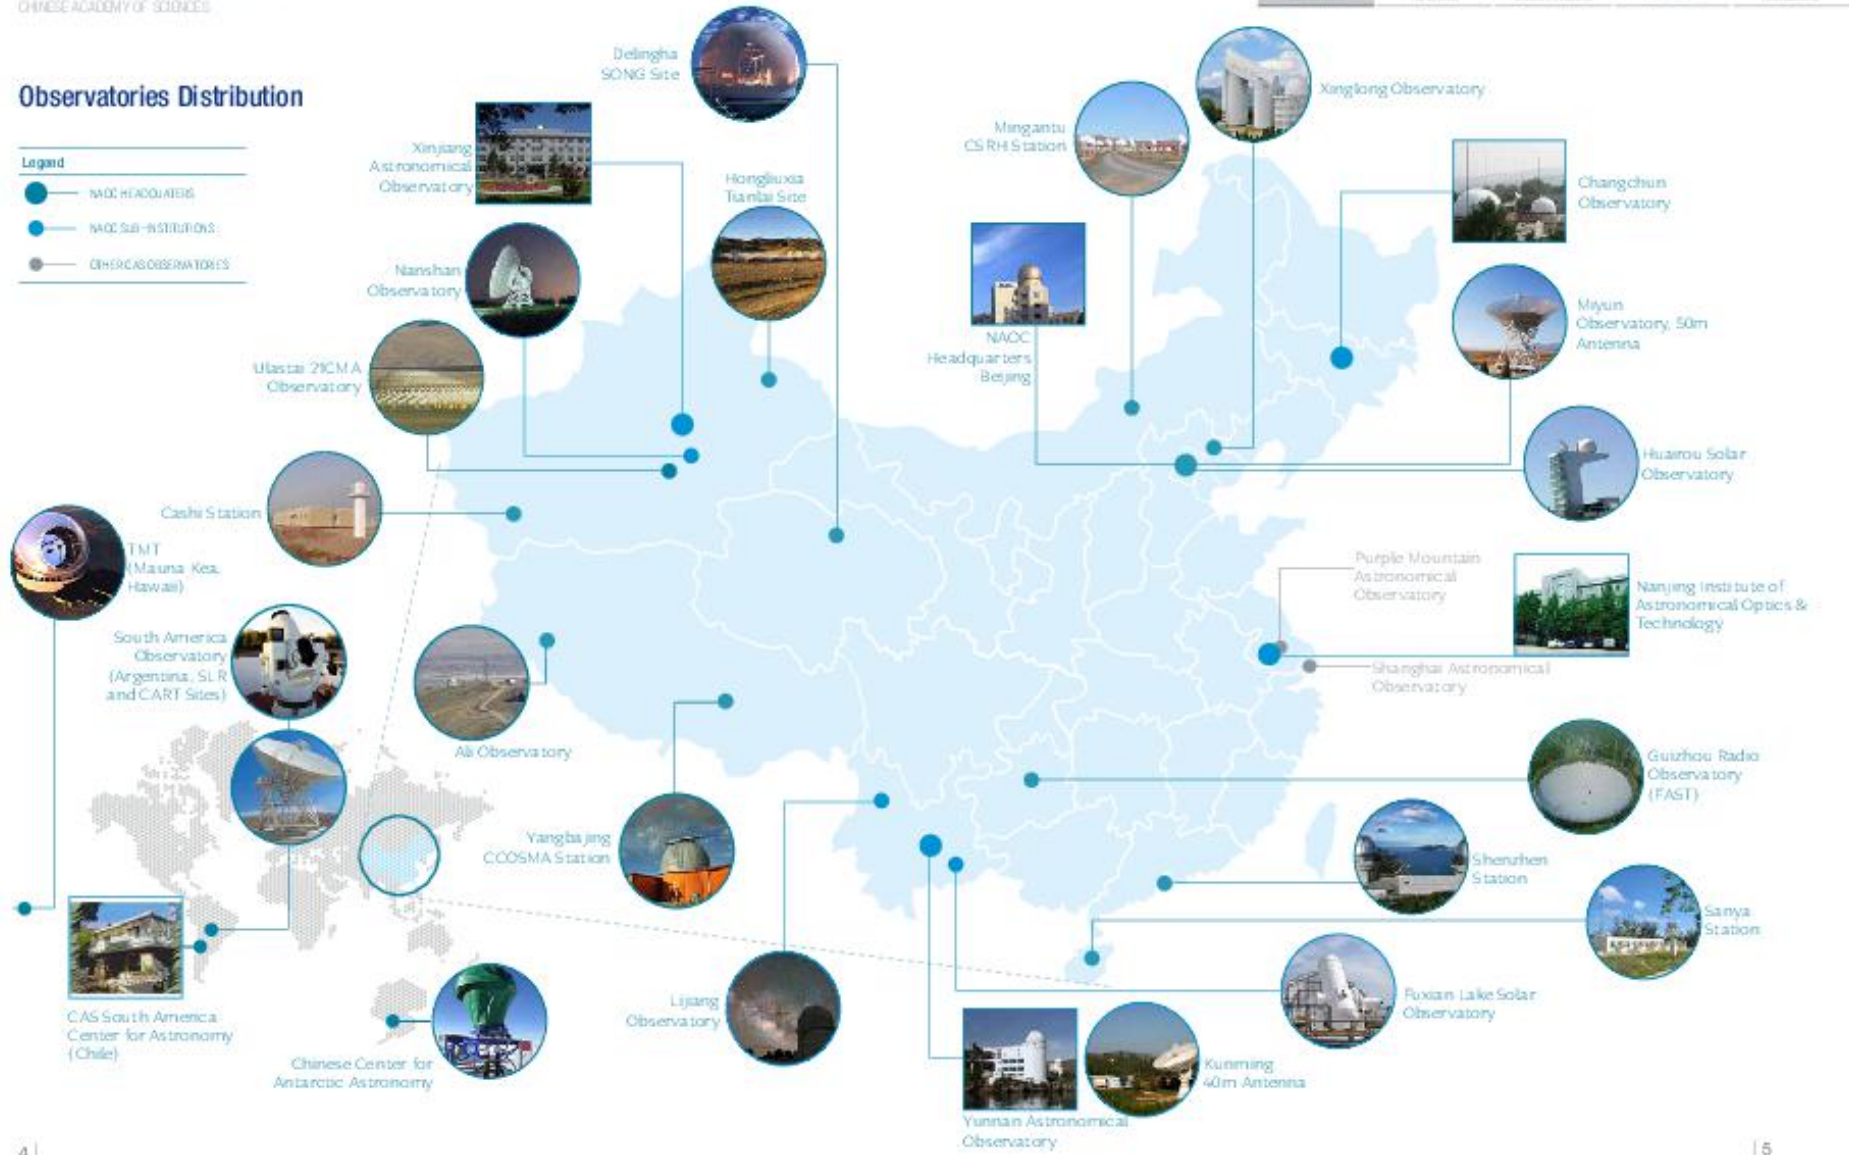 CHINESE ACADEMY OF SCIENCES
Observatories Distribution
Legend
NAOC HEADQUATERS
NAOC SUB-INSTITUTIONS
OTHER CAS OBSERVATORIES
Delingha
SONG Site
Xinjiang
Astronomical
Observatory
Hongliuxia
Tianlai Site
Nanshan
Observatory
Ulastai 21CMA
Observatory
Cashi Station
TMT
(Mauna Kea,
Hawaii)
South America
Observatory
(Argentina, SLR
and CART Sites)
Ali Observatory
Yangbajing
CCOSMA Station
CAS South America
Center for Astronomy
(Chile)
Chinese Center for
Antarctic Astronomy
Lijiang
Observatory
Mingantu
CSRH Station
Xinglong Observatory
Changchun
Observatory
NAOC
Headquarters
Beijing
Miyun
Observatory, 50m
Antenna
Huairou Solar
Observatory
Purple Mountain
Astronomical
Observatory
Nanjing Institute of
Astronomical Optics &
Technology
Shanghai Astronomical
Observatory
Guizhou Radio
Observatory
(FAST)
Shenzhen
Station
Sanya
Station
Fuxian Lake Solar
Observatory
Kunming
40m Antenna
Yunnan Astronomical
Observatory
4 |
| 5